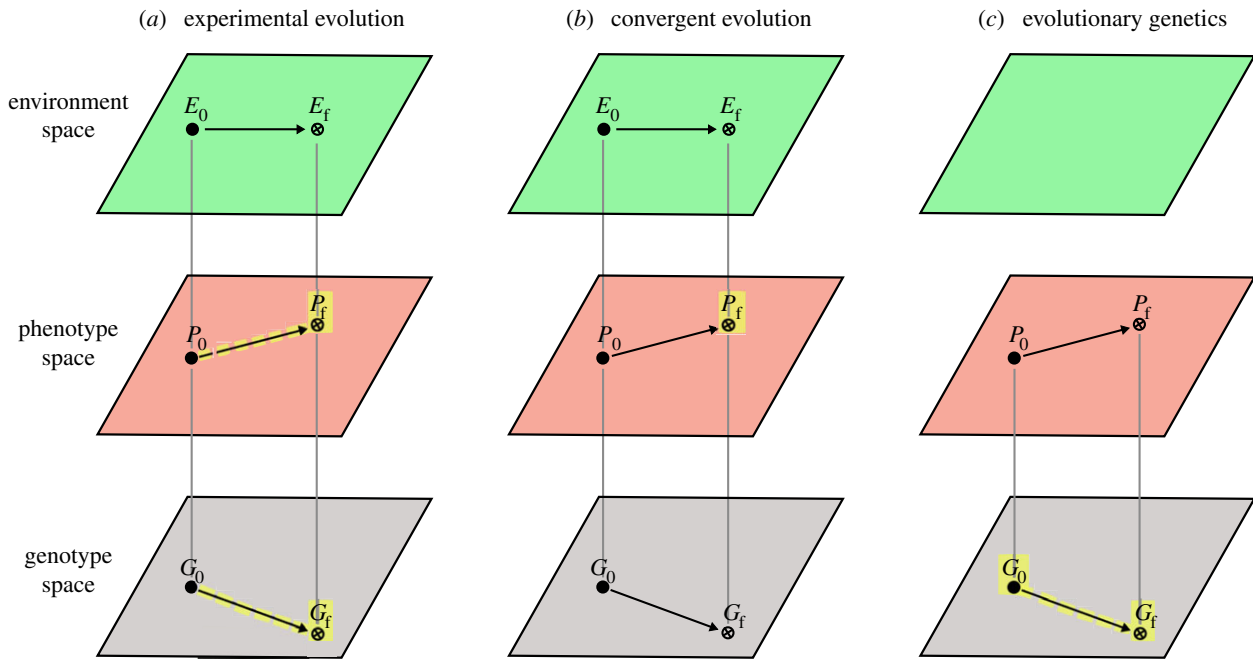 (a) experimental evolution
(b) convergent evolution
(c) evolutionary genetics
environment
space
E0
Ef
E0
Ef
phenotype
space
P0
Pf
P0
Pf
P0
Pf
genotype
space
G0
Gf
G0
Gf
G0
Gf